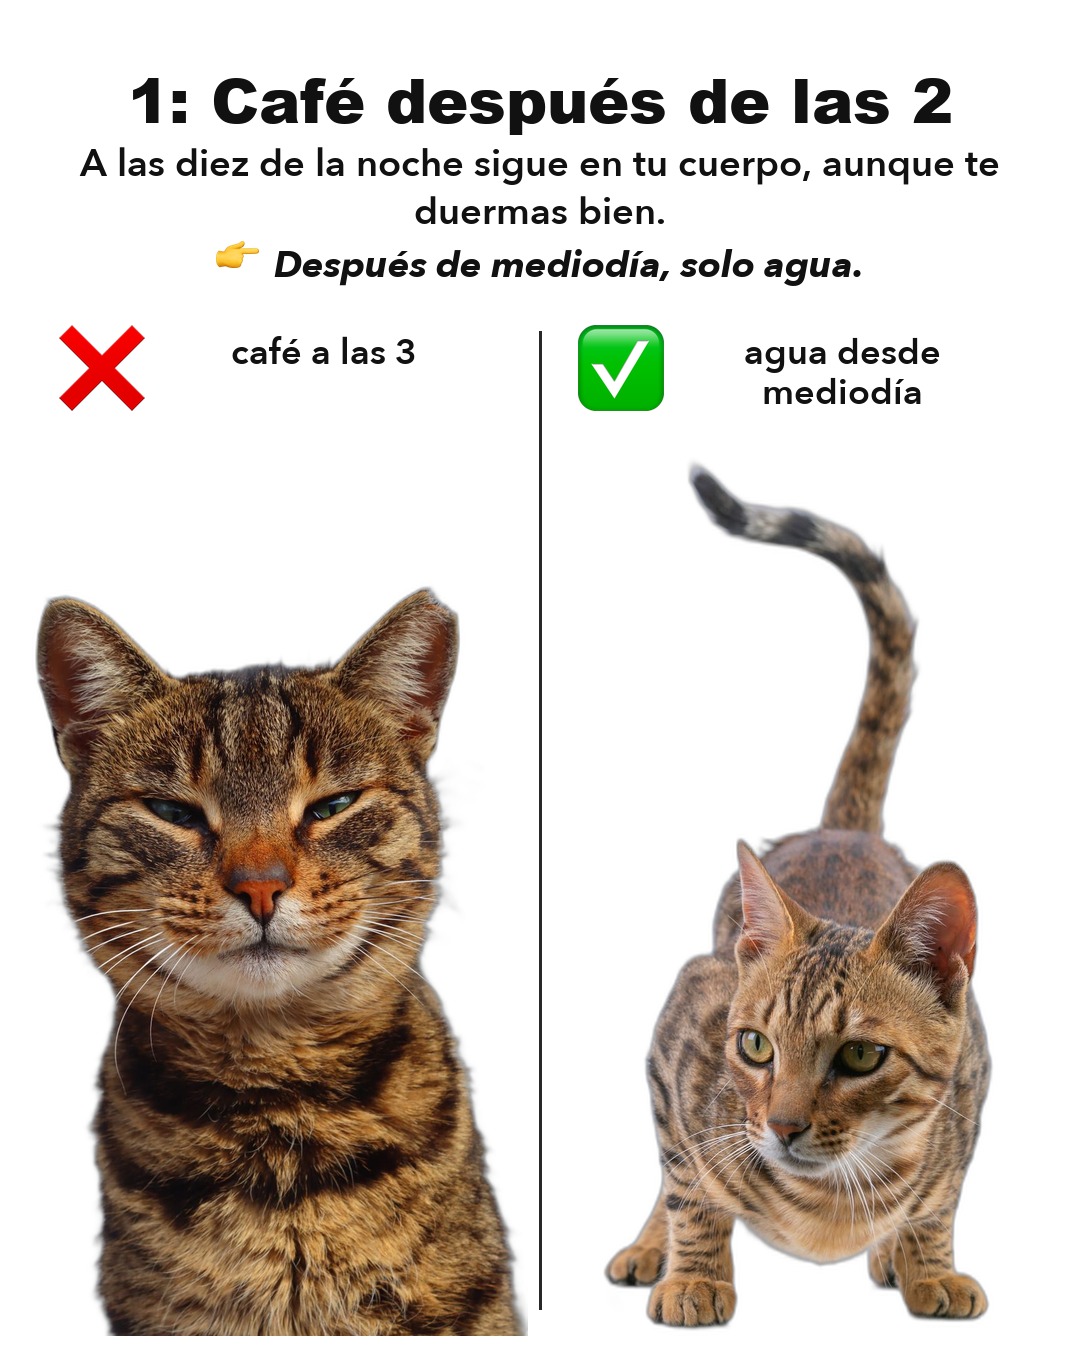 1: Café después de las 2
A las diez de la noche sigue en tu cuerpo, aunque te
duermas bien.
👉 Después de mediodía, solo agua.
❌ café a las 3
✅ agua desde
mediodía